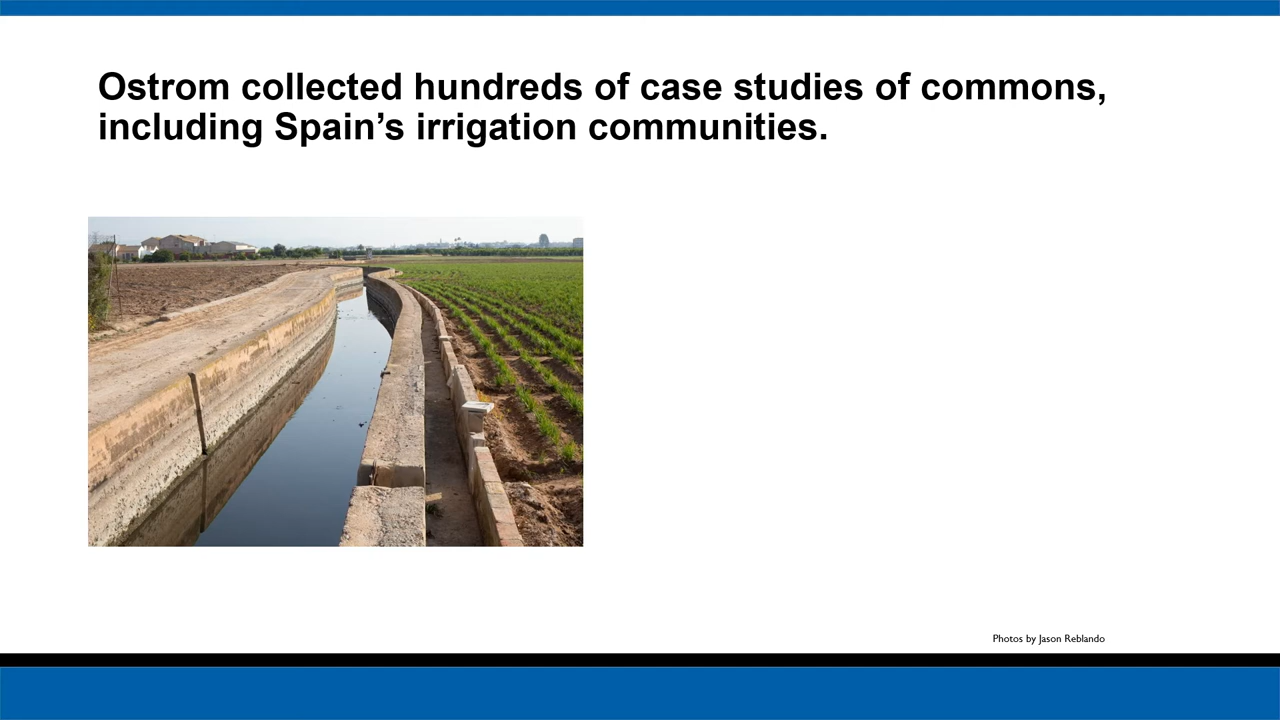 Ostrom collected hundreds of case studies of commons,
including Spain’s irrigation communities.
Photos by Jason Reblando